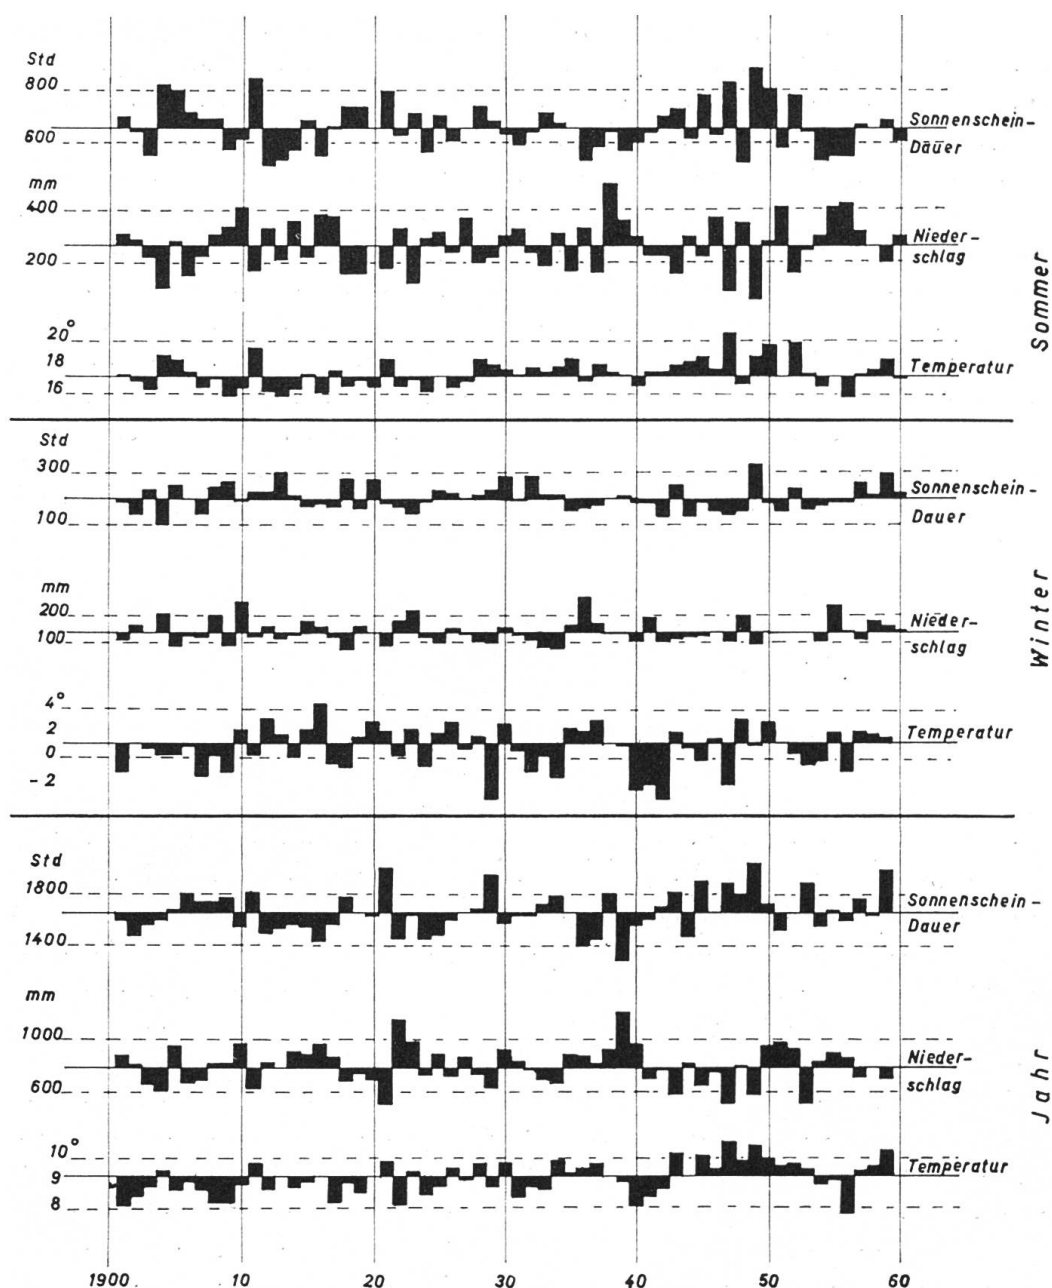 Std
800
600
Sonnenschein-
Däüer
mm
400
200
Nieder-
schlag
20°
18
16
Temperatur
Sommer
Std
300
100
Sonnenschein-
Dauer
mm
200
100
Nieder-
schlag
4°
2
0
-2
Temperatur
Winter
Std
1800
1400
Sonnenschein-
Dauer
mm
1000
600
Nieder-
schlag
10°
9
8
Temperatur
Jahr
1900 10 20 30 40 50 60